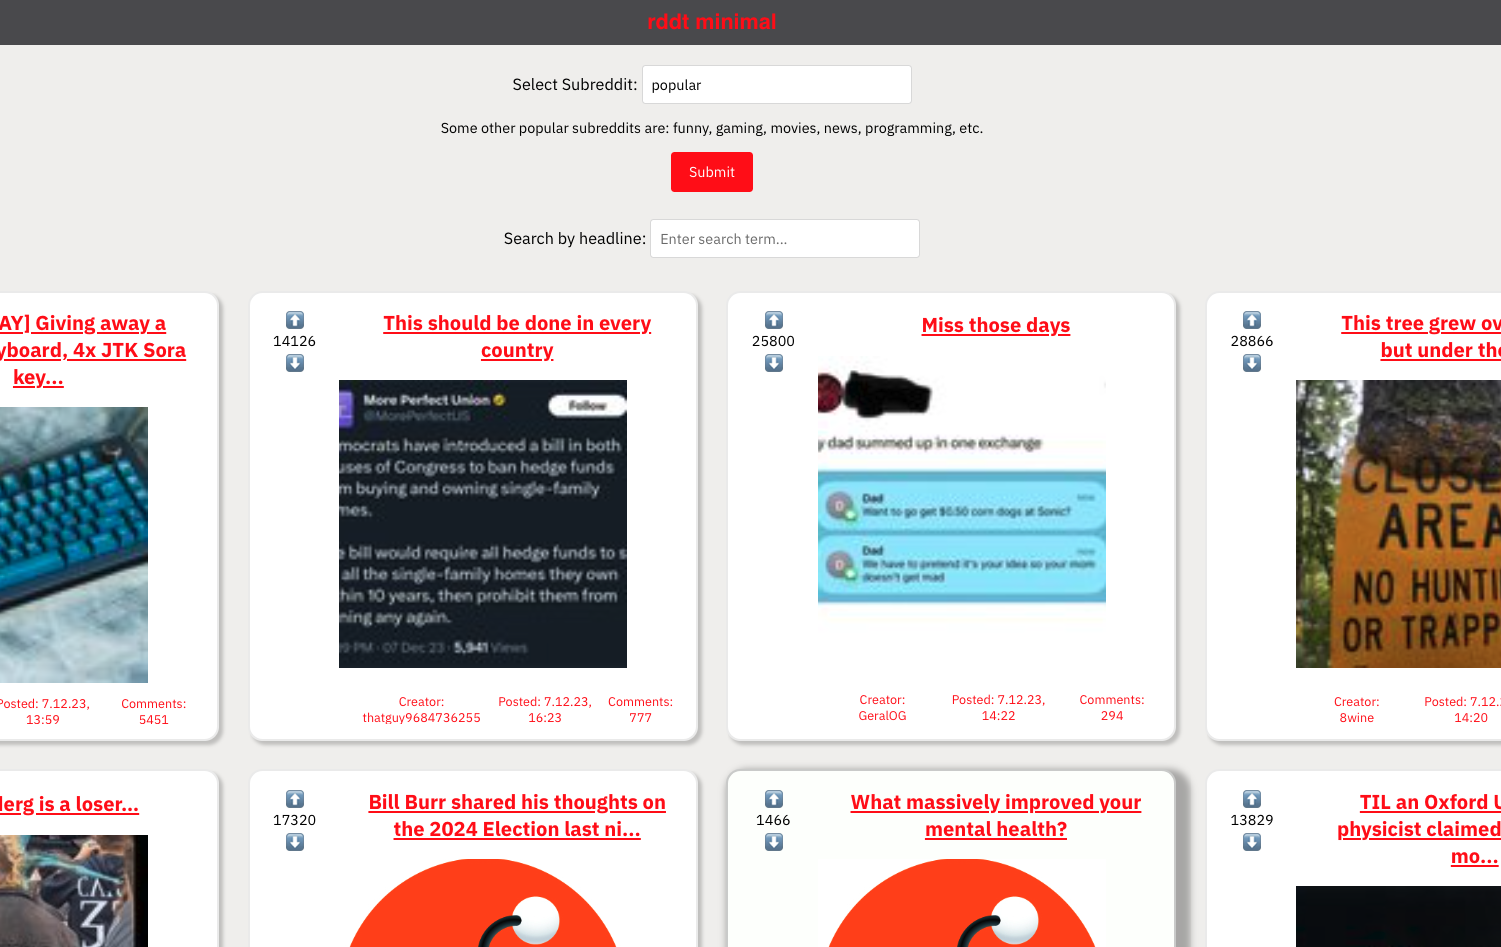 rddt minimal
Select Subreddit: popular
Some other popular subreddits are: funny, gaming, movies, news, programming, etc.
Submit
Search by headline: Enter search term...
AY] Giving away a
yboard, 4x JTK Sora
key...
Posted: 7.12.23,
13:59
Comments:
5451
14126
This should be done in every
country
More Perfect Union
@MorePerfectUS
Follow
mocrats have introduced a bill in both
uses of Congress to ban hedge funds
m buying and owning single-family
mes.
e bill would require all hedge funds to s
all the single-family homes they own
hin 10 years, then prohibit them from
ning any again.
PM · 07 Dec 23 · 5,941 Views
Creator:
thatguy9684736255
Posted: 7.12.23,
16:23
Comments:
777
25800
Miss those days
y dad summed up in one exchange
D
Dad
now
Want to go get $0.50 corn dogs at Sonic?
D
Dad
now
We have to pretend it's your idea so your mom
doesn't get mad
Creator:
GeralOG
Posted: 7.12.23,
14:22
Comments:
294
28866
This tree grew ov
but under the
CLOSE
AREA
NO HUNTI
OR TRAPP
Creator:
8wine
Posted: 7.12.
14:20
erg is a loser...
CA.
3
17320
Bill Burr shared his thoughts on
the 2024 Election last ni...
1466
What massively improved your
mental health?
13829
TIL an Oxford U
physicist claimed
mo...